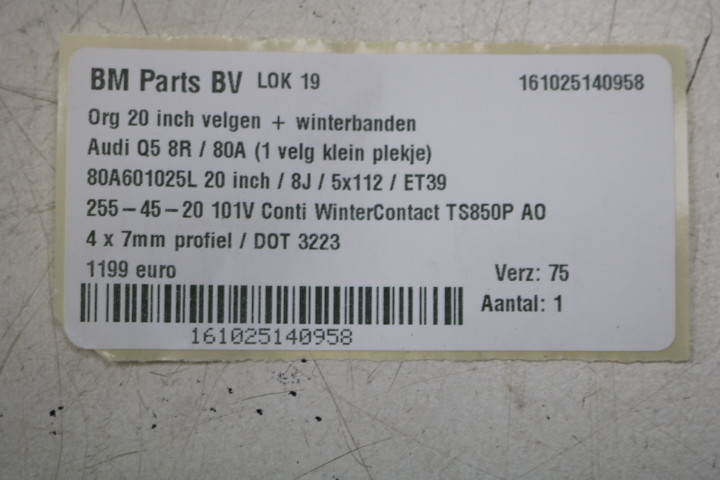 BM Parts BV LOK 19 161025140958
Org 20 inch velgen + winterbanden
Audi Q5 8R / 80A (1 velg klein plekje)
80A601025L 20 inch / 8J / 5x112 / ET39
255-45-20 101V Conti WinterContact TS850P AO
4 x 7mm profiel / DOT 3223
1199 euro Verz: 75
Aantal: 1
161025140958